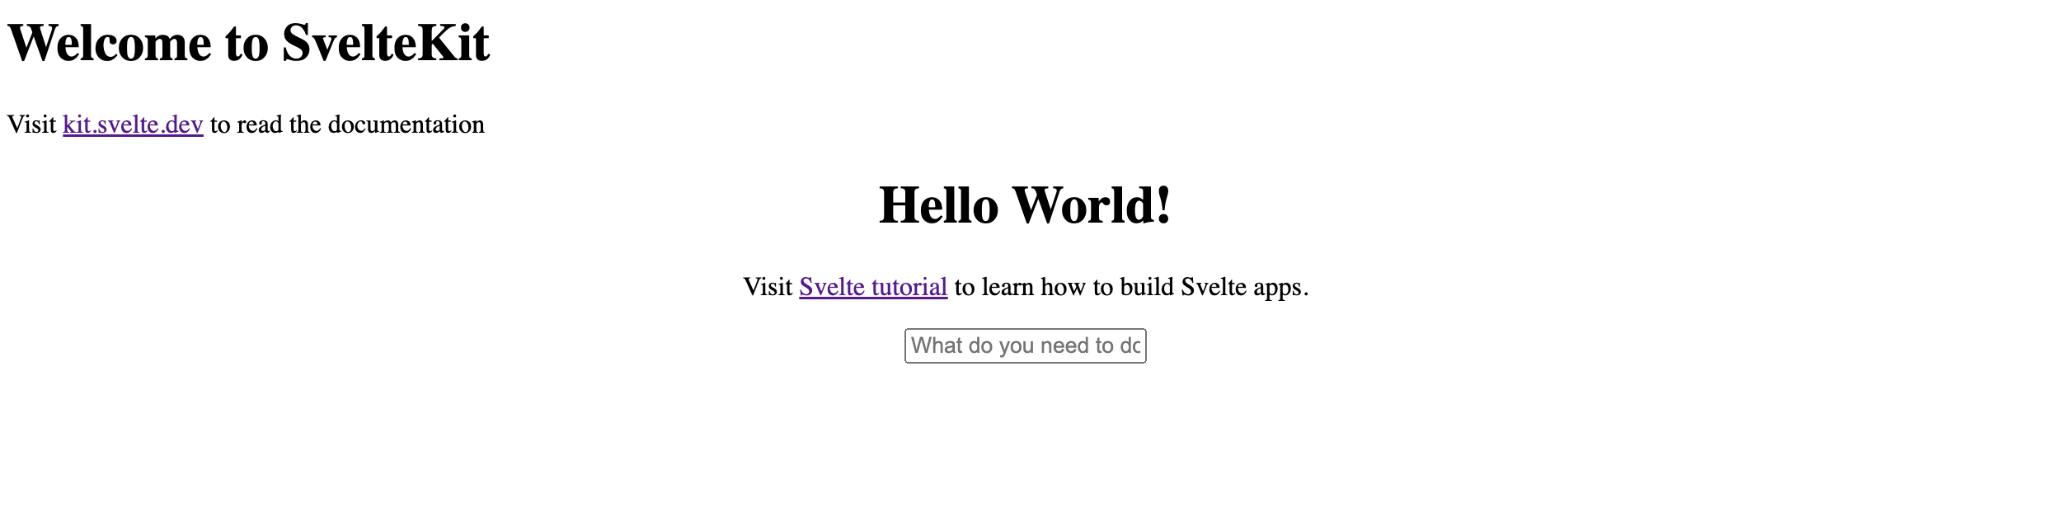 Welcome to SvelteKit
Visit kit.svelte.dev to read the documentation
Hello World!
Visit Svelte tutorial to learn how to build Svelte apps.
What do you need to do